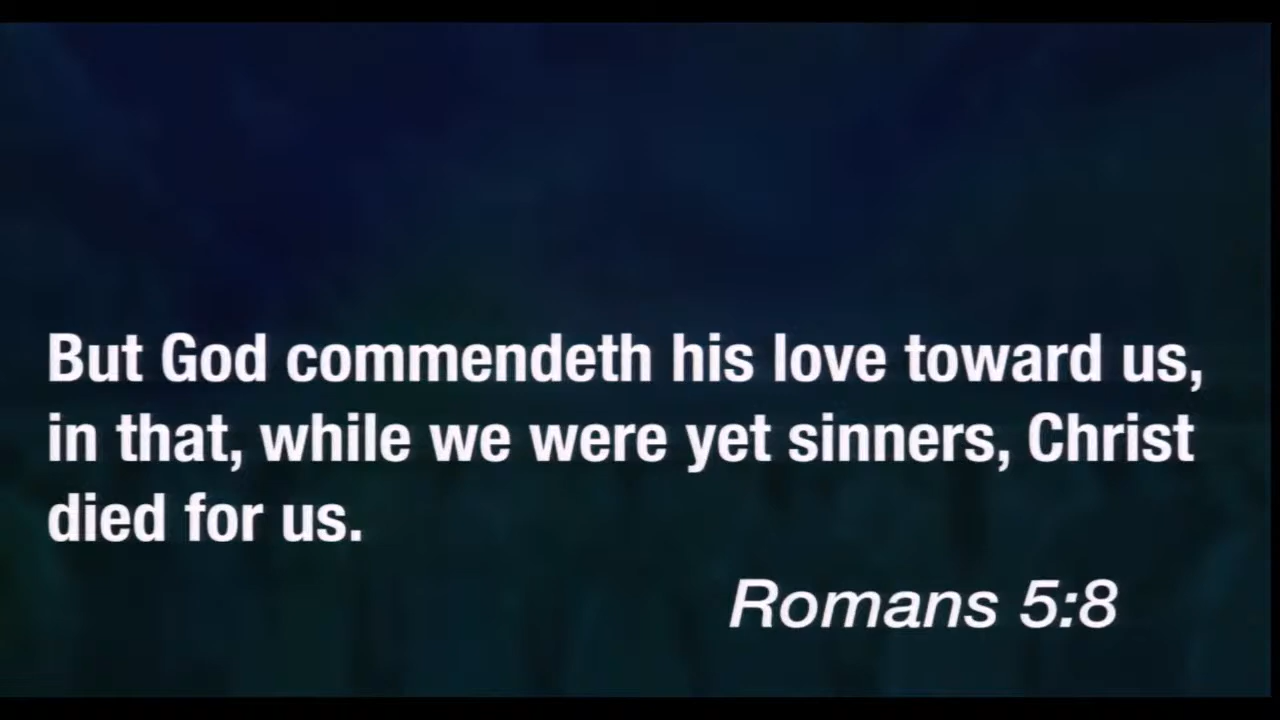 But God commendeth his love toward us,
in that, while we were yet sinners, Christ
died for us.
Romans 5:8